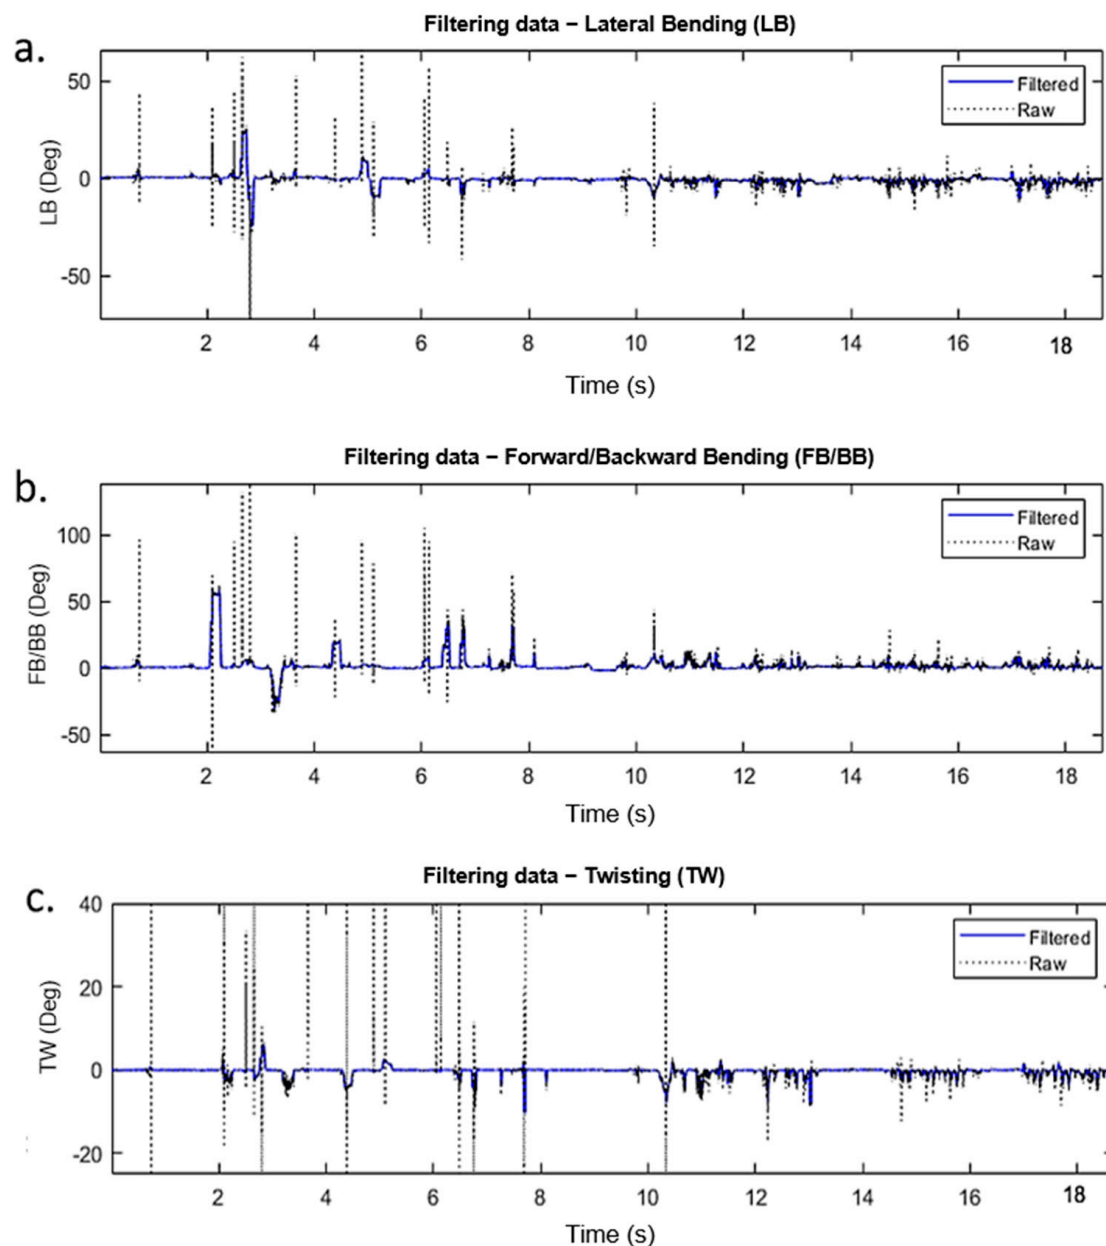 Filtering data – Lateral Bending (LB)
a.
50
0
-50
LB (Deg)
Filtered
Raw
2 4 6 8 10 12 14 16 18
Time (s)
Filtering data – Forward/Backward Bending (FB/BB)
b.
100
50
0
-50
FB/BB (Deg)
Filtered
Raw
2 4 6 8 10 12 14 16 18
Time (s)
Filtering data – Twisting (TW)
c.
40
20
0
-20
TW (Deg)
Filtered
Raw
2 4 6 8 10 12 14 16 18
Time (s)